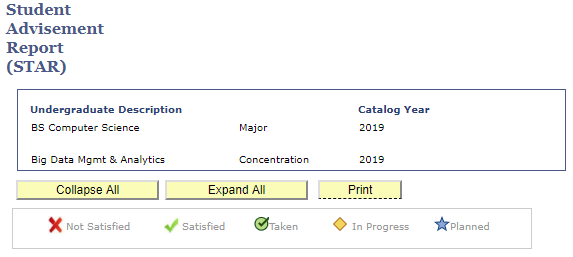 Student
Advisement
Report
(STAR)
Undergraduate Description Catalog Year
BS Computer Science Major 2019
Big Data Mgmt & Analytics Concentration 2019
Collapse All Expand All Print
Not Satisfied Satisfied Taken In Progress Planned